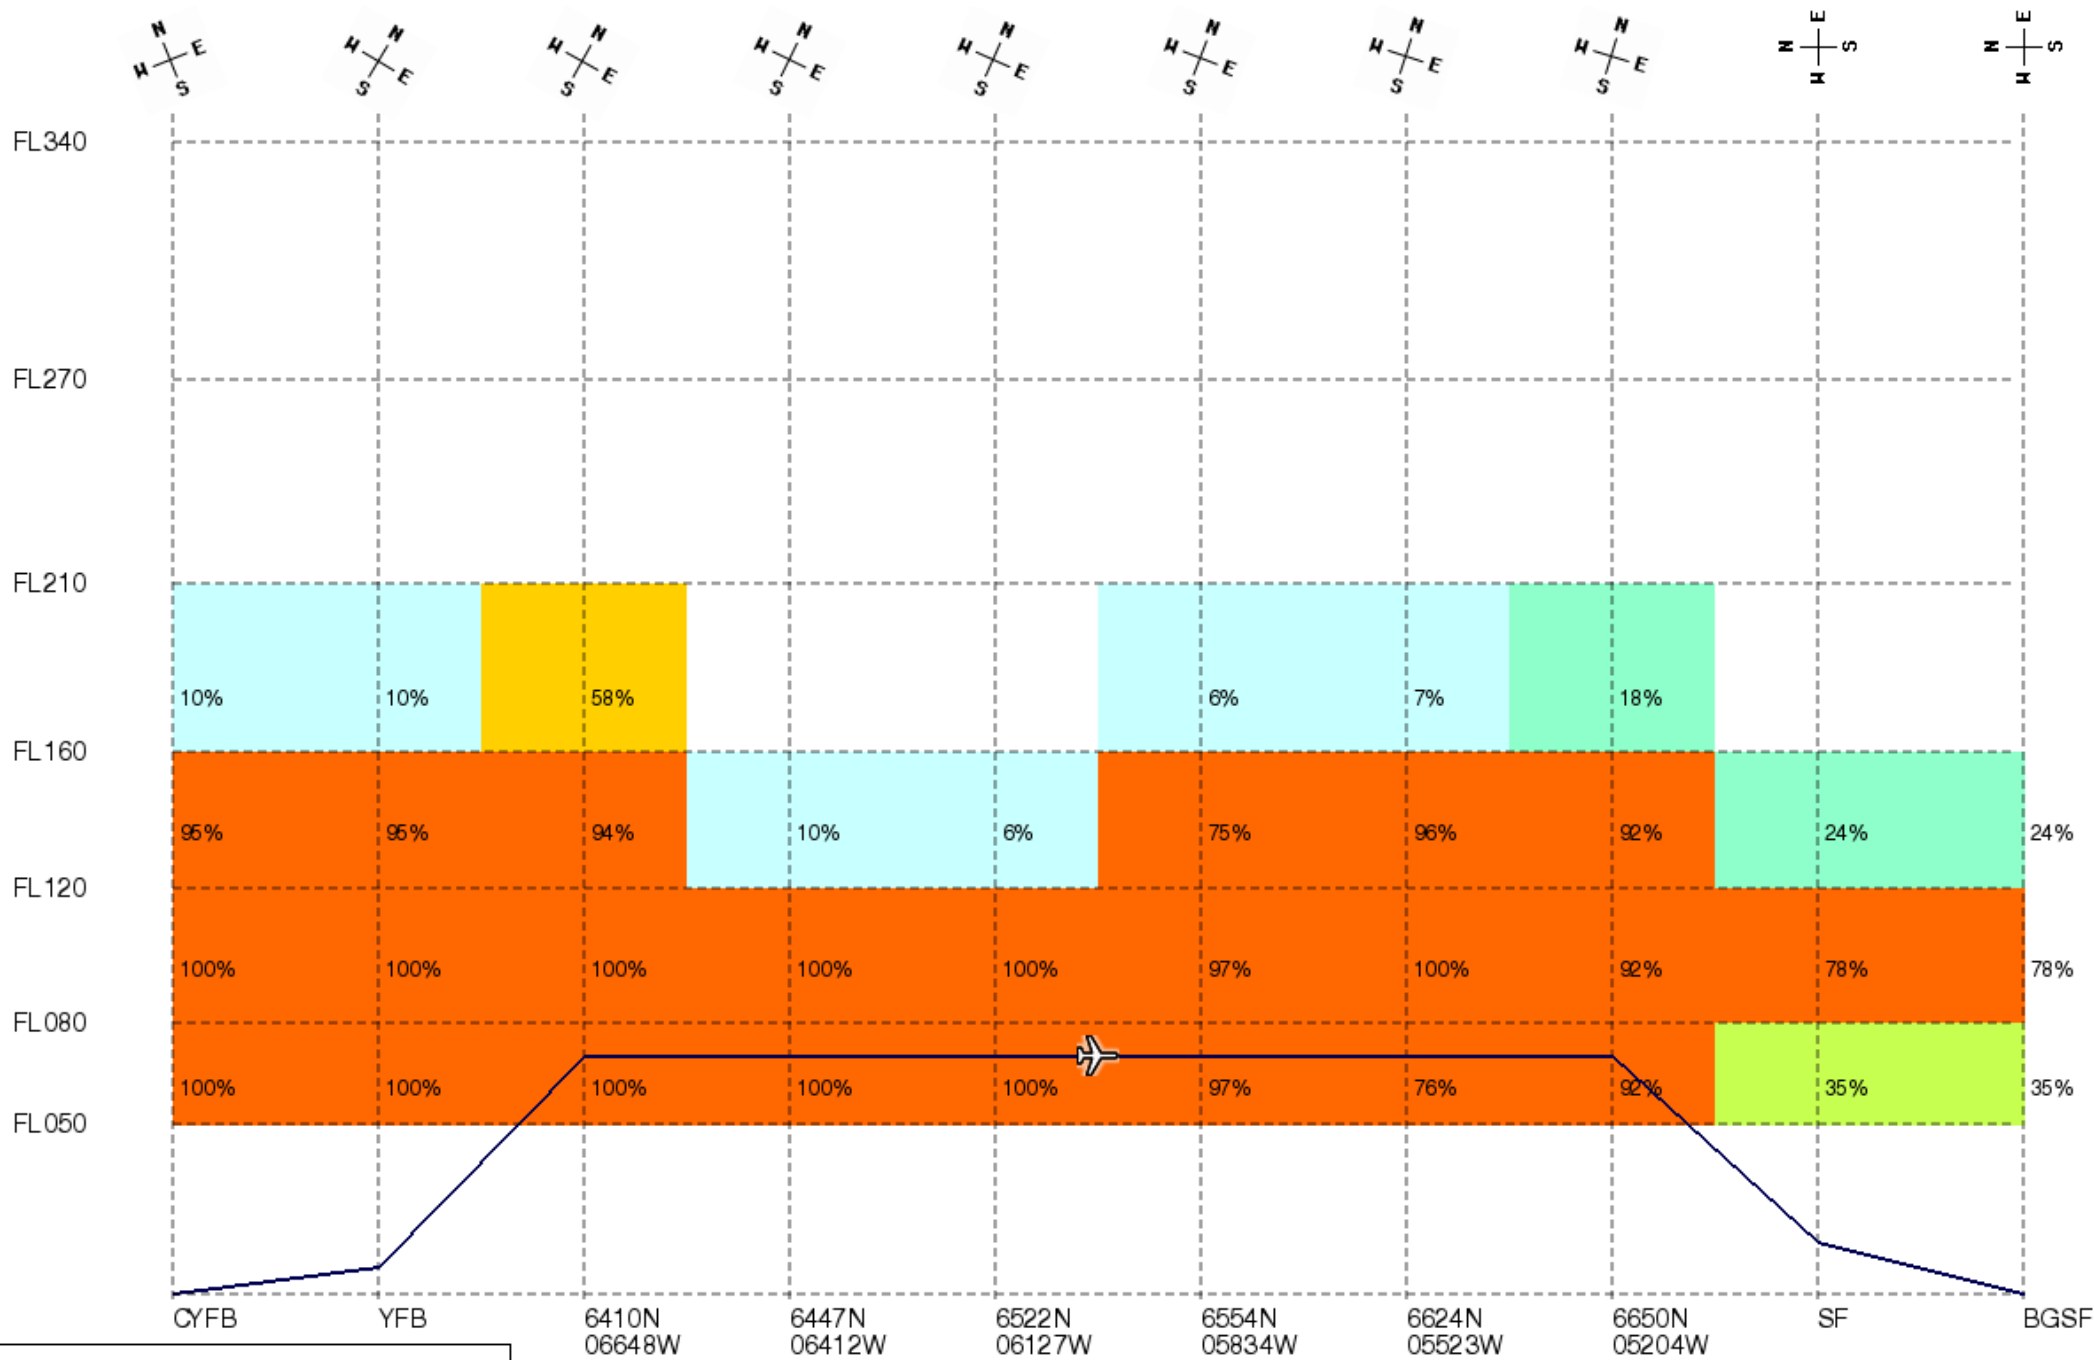 N N N N N N N N E E
W E W E W E W E W E W E W E W E N S N S
S S S S S S S S W W
FL340
FL270
FL210
10% 10% 58% 6% 7% 18%
FL160
95% 95% 94% 10% 6% 75% 96% 92% 24% 24%
FL120
100% 100% 100% 100% 100% 97% 100% 92% 78% 78%
FL080
100% 100% 100% 100% 100% 97% 76% 92% 35% 35%
FL050
CYFB YFB 6410N 6447N 6522N 6554N 6624N 6650N SF BGSF
06648W 06412W 06127W 05834W 05523W 05204W